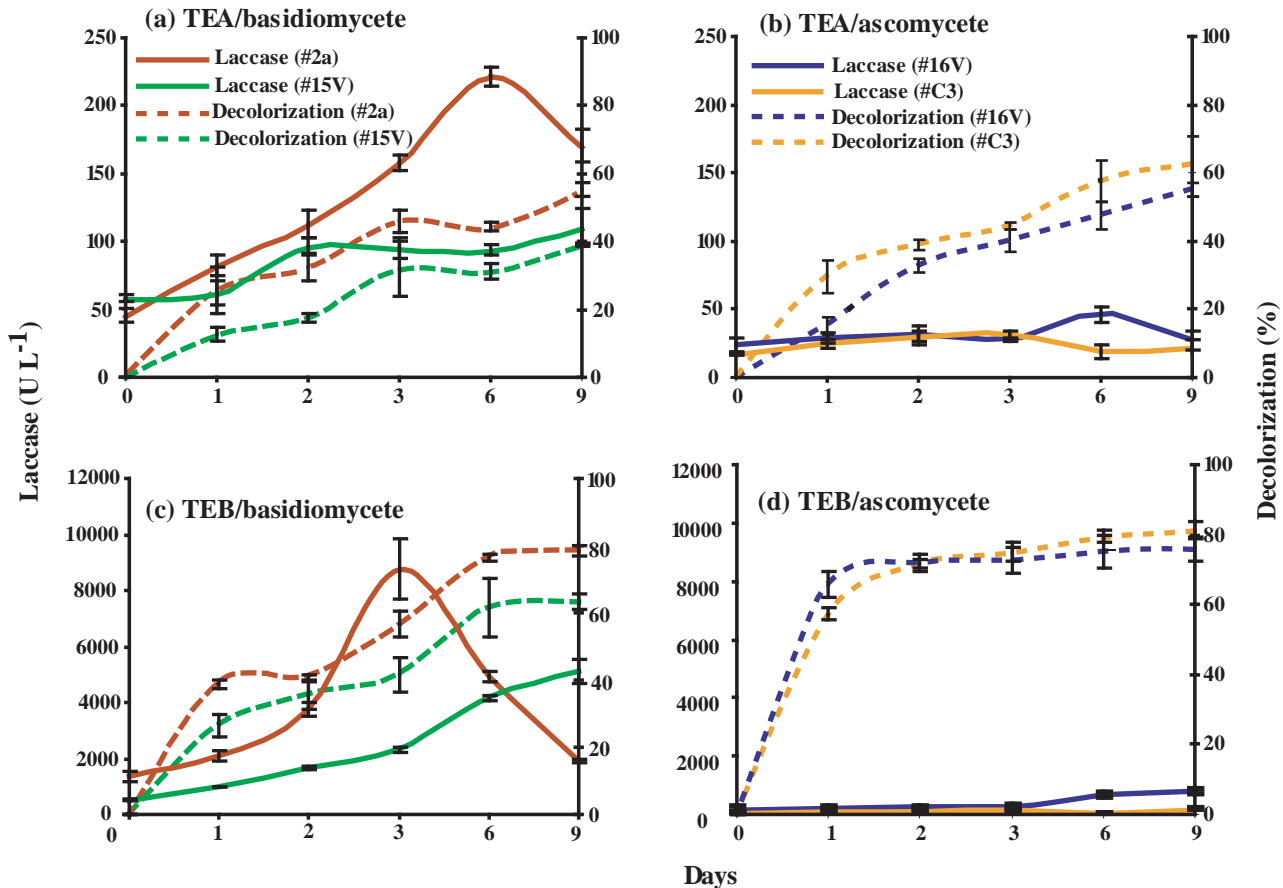 (a) TEA/basidiomycete
250
200
150
100
50
0
100
80
60
40
20
0
Laccase (#2a)
Laccase (#15V)
Decolorization (#2a)
Decolorization (#15V)
0 1 2 3 6 9
(b) TEA/ascomycete
250
200
150
100
50
0
100
80
60
40
20
0
Laccase (#16V)
Laccase (#C3)
Decolorization (#16V)
Decolorization (#C3)
0 1 2 3 6 9
Laccase (U L-1)
Decolorization (%)
(c) TEB/basidiomycete
12000
10000
8000
6000
4000
2000
0
100
80
60
40
20
0
0 1 2 3 6 9
(d) TEB/ascomycete
12000
10000
8000
6000
4000
2000
0
100
80
60
40
20
0
0 1 2 3 6 9
Days